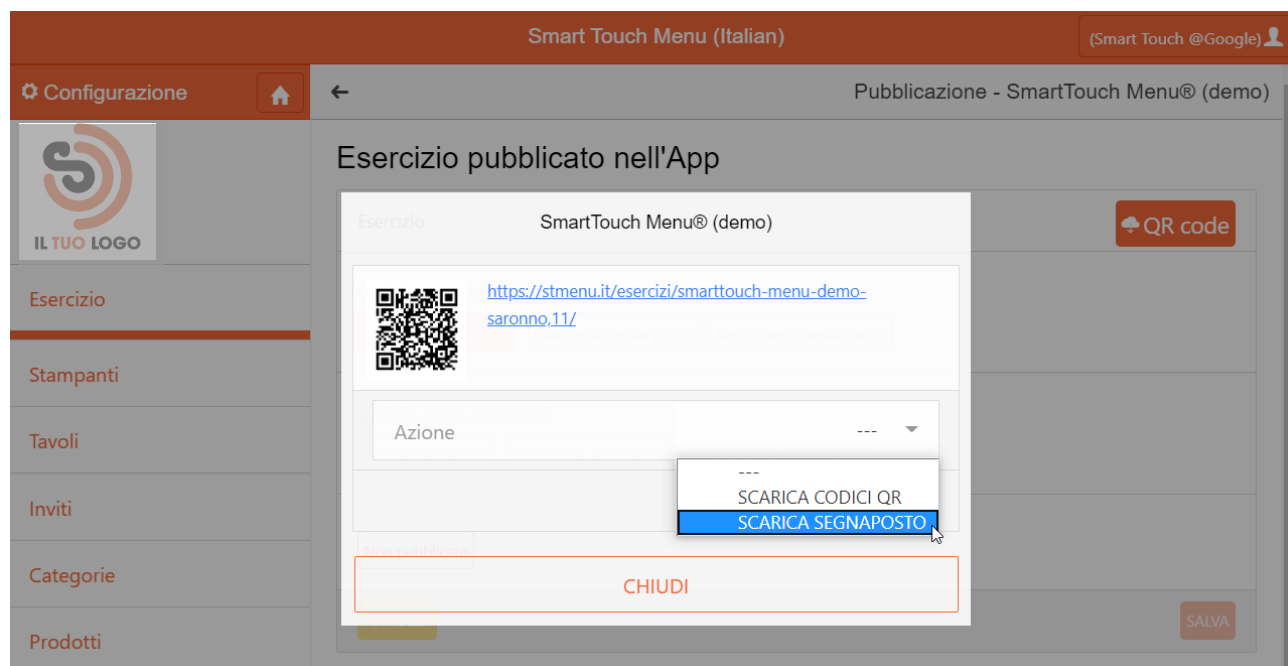 Smart Touch Menu (Italian)
(Smart Touch @Google)
Configurazione
Pubblicazione - SmartTouch Menu® (demo)
IL TUO LOGO
Esercizio pubblicato nell'App
Esercizio
SmartTouch Menu® (demo)
QR code
https://stmenu.it/esercizi/smarttouch-menu-demo-
saronno,11/
Esercizio
Stampanti
Azione
---
Tavoli
---
SCARICA CODICI QR
SCARICA SEGNAPOSTO
Inviti
Non pubblicato
Categorie
CHIUDI
Prodotti
SALVA